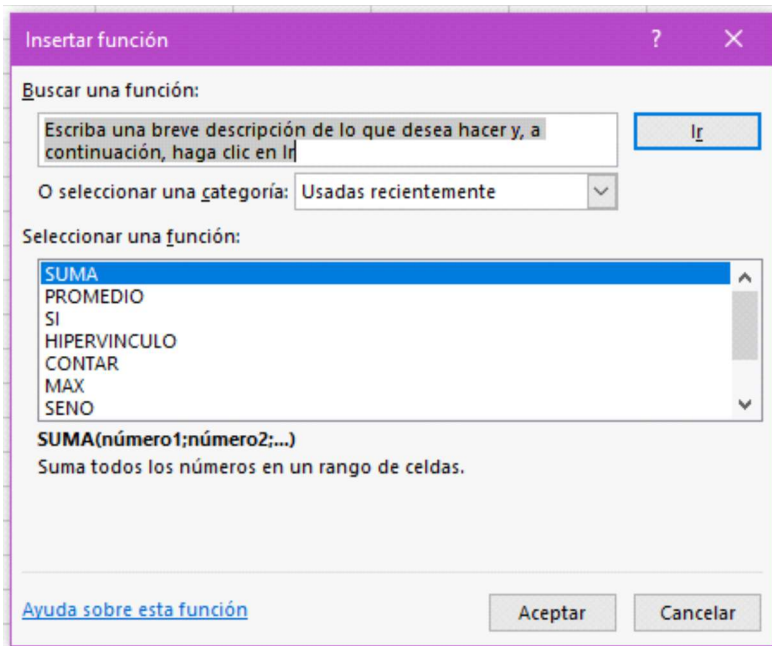 Insertar función
? ×
Buscar una función:
Escriba una breve descripción de lo que desea hacer y, a
continuación, haga clic en Ir
Ir
O seleccionar una categoría: Usadas recientemente
Seleccionar una función:
SUMA
PROMEDIO
SI
HIPERVINCULO
CONTAR
MAX
SENO
SUMA(número1;número2;...)
Suma todos los números en un rango de celdas.
Ayuda sobre esta función
Aceptar
Cancelar